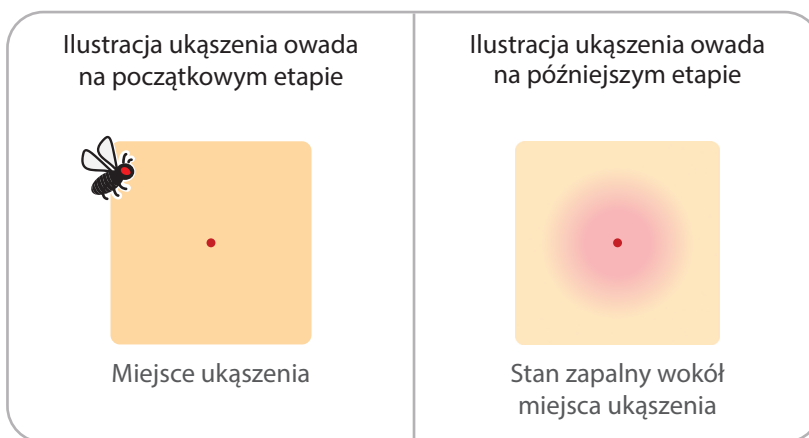 Ilustracja ukąszenia owada
na początkowym etapie
Miejsce ukąszenia
Ilustracja ukąszenia owada
na późniejszym etapie
Stan zapalny wokół
miejsca ukąszenia